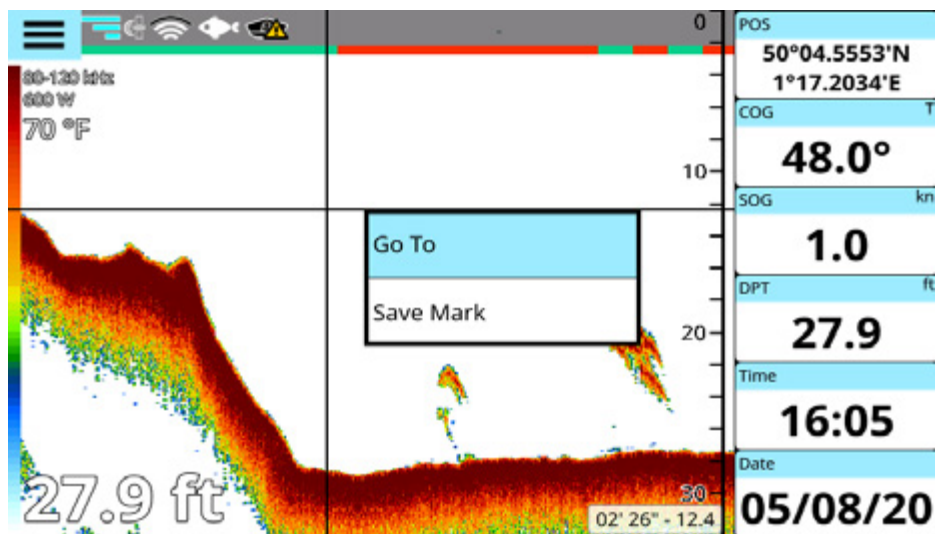 80-120 kHz
600 W
70 °F
0
10
20
30
Go To
Save Mark
27.9 ft
02' 26" - 12.4
POS
50°04.5553'N
1°17.2034'E
COG T
48.0°
SOG kn
1.0
DPT ft
27.9
Time
16:05
Date
05/08/20